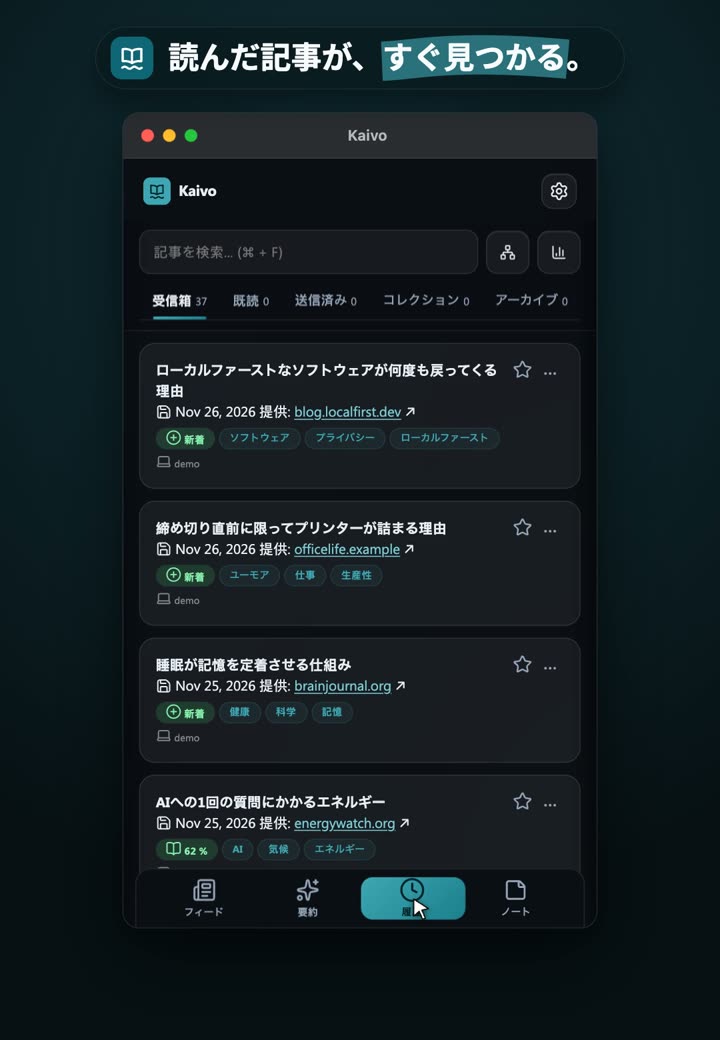 読んだ記事が、すぐ見つかる。
Kaivo
Kaivo
記事を検索... (⌘ + F)
受信箱 37 既読 0 送信済み 0 コレクション 0 アーカイブ 0
ローカルファーストなソフトウェアが何度も戻ってくる
理由
Nov 26, 2026 提供: blog.localfirst.dev ↗
新着 ソフトウェア プライバシー ローカルファースト
demo
締め切り直前に限ってプリンターが詰まる理由
Nov 26, 2026 提供: officelife.example ↗
新着 ユーモア 仕事 生産性
demo
睡眠が記憶を定着させる仕組み
Nov 25, 2026 提供: brainjournal.org ↗
新着 健康 科学 記憶
demo
AIへの1回の質問にかかるエネルギー
Nov 25, 2026 提供: energywatch.org ↗
62 % AI 気候 エネルギー
フィード 要約 ノート